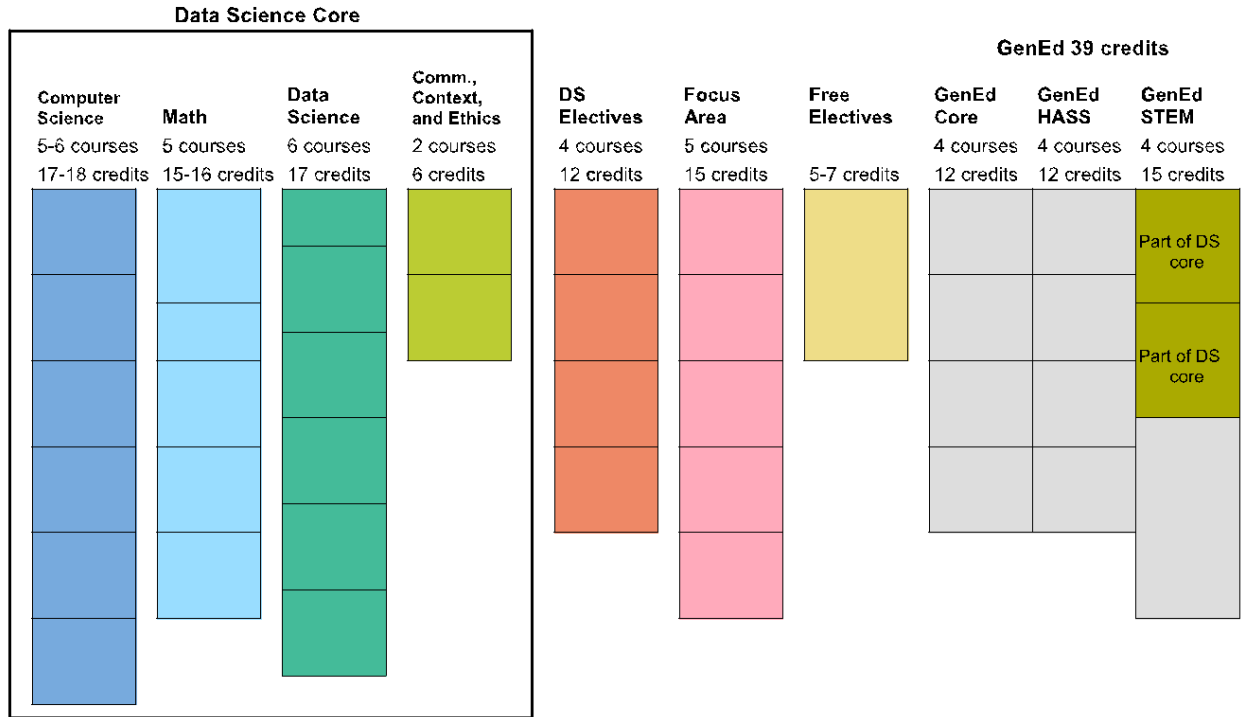 Data Science Core
Computer
Science
5-6 courses
17-18 credits
Math
5 courses
15-16 credits
Data
Science
6 courses
17 credits
Comm.,
Context,
and Ethics
2 courses
6 credits
DS
Electives
4 courses
12 credits
Focus
Area
5 courses
15 credits
Free
Electives
5-7 credits
GenEd 39 credits
GenEd
Core
4 courses
12 credits
GenEd
HASS
4 courses
12 credits
GenEd
STEM
4 courses
15 credits
Part of DS
core
Part of DS
core